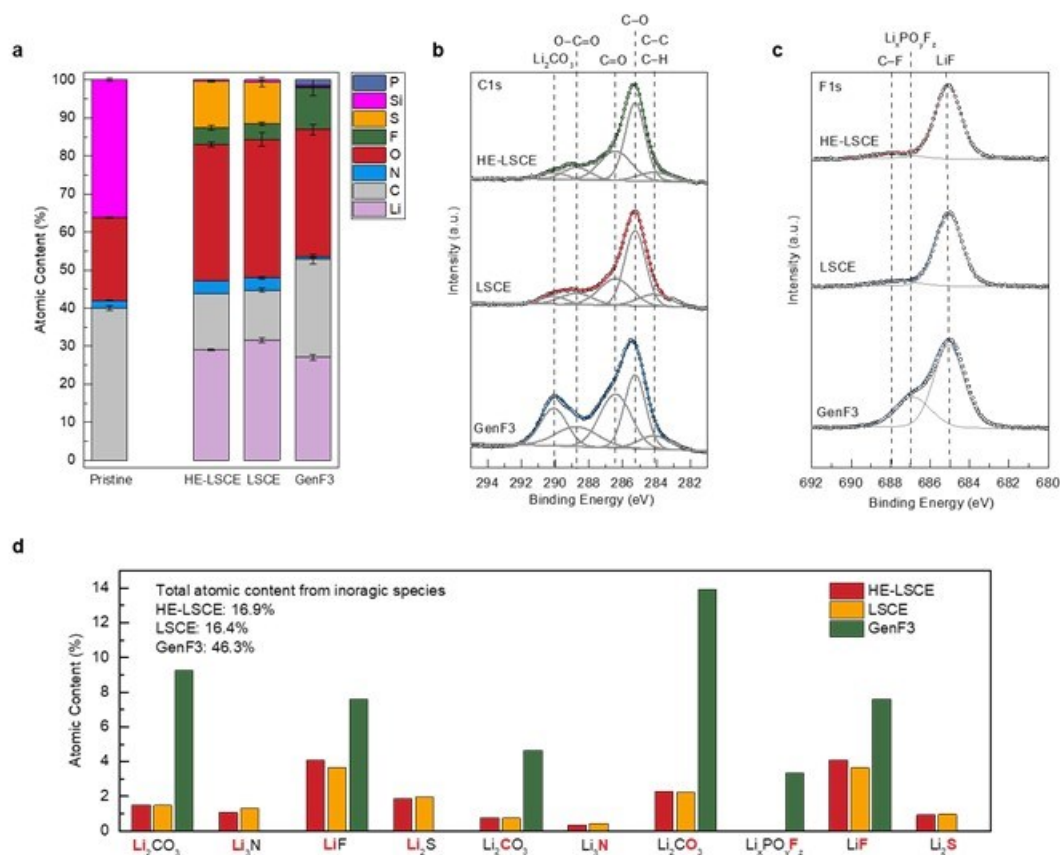 a
Atomic Content (%)
100
90
80
70
60
50
40
30
20
10
0
Pristine
HE-LSCE
LSCE
GenF3
P
Si
S
F
O
N
C
Li
b
C–O
O–C=O
C–C
Li₂CO₃
C=O
C–H
C1s
HE-LSCE
LSCE
GenF3
Intensity (a.u.)
294 292 290 288 286 284 282
Binding Energy (eV)
c
LiₓPOᵧF_z
C–F
LiF
F1s
HE-LSCE
LSCE
GenF3
Intensity (a.u.)
692 690 688 686 684 682 680
Binding Energy (eV)
d
Atomic Content (%)
14
12
10
8
6
4
2
0
Total atomic content from inoragic species
HE-LSCE: 16.9%
LSCE: 16.4%
GenF3: 46.3%
HE-LSCE
LSCE
GenF3
Li₂CO₃ Li₃N LiF Li₂S Li₂CO₃ Li₃N Li₂CO₃ LiₓPOᵧF_z LiF Li₂S